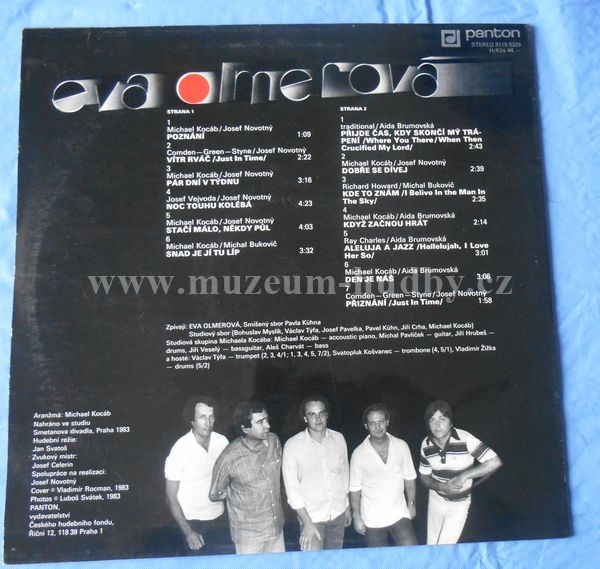 panton
STEREO 8115 0329
H/Kčs 44,—
eva olmerová
STRANA 1
1
Michael Kocáb/Josef Novotný
POZNÁNÍ 1:09
2
Comden—Green—Styne/Josef Novotný
VÍTR RVÁČ /Just In Time/ 2:22
3
Michael Kocáb/Josef Novotný
PÁR DNÍ V TÝDNU 3:16
4
Josef Vejvoda/Josef Novotný
NOC TOUHU KOLÉBÁ 4:23
5
Michael Kocáb/Josef Novotný
STAČÍ MÁLO, NĚKDY PŮL 4:03
6
Michael Kocáb/Michal Bukovič
SNAD JE JÍ TU LÍP 3:32
STRANA 2
1
traditional/Aida Brumovská
PŘIJDE ČAS, KDY SKONČÍ MÝ TRÁ-
PENÍ /Where You There/When Then
Crucified My Lord/ 2:43
2
Michael Kocáb/Josef Novotný
DOBŘE SE DÍVEJ 2:39
3
Richard Howard/Michal Bukovič
KDE TO ZNÁM /I Belive In the Man In
The Sky/ 2:35
4
Michael Kocáb/Aida Brumovská
KDYŽ ZAČNOU HRÁT 2:14
5
Ray Charles/Aida Brumovská
ALELUJA A JAZZ /Hallelujah, I Love
Her So/ 3:01
6
Michael Kocáb/Aida Brumovská
DEN JE NÁŠ 3:06
7
Comden—Green—Styne/Josef Novotný
PŘIZNÁNÍ /Just In Time/ 1:58
www.muzeum-hudby.cz
Zpívají: EVA OLMEROVÁ, Smíšený sbor Pavla Kühna
Studiový sbor (Bohuslav Myslík, Václav Týfa, Josef Pavelka, Pavel Kühn, Jiří Crha, Michael Kocáb)
Studiová skupina Michaela Kocába: Michael Kocáb — accoustic piano, Michal Pavlíček — guitar, Jiří Hrubeš —
drums, Jiří Veselý — bassguitar, Aleš Charvát — bass
a hosté: Václav Týfa — trumpet (2, 3, 4/1; 1, 3, 4, 5, 7/2), Svatopluk Košvanec — trombone (4, 5/1), Vladimír Žižka
— drums (5/2)
Aranžmá: Michael Kocáb
Nahráno ve studiu
Smetanova divadla, Praha 1983
Hudební režie:
Jan Svatoš
Zvukový mistr:
Josef Celerin
Spolupráce na realizaci:
Josef Novotný
Cover © Vladimír Rocman, 1983
Photos © Luboš Svátek, 1983
PANTON,
vydavatelství
Českého hudebního fondu,
Říční 12, 118 39 Praha 1